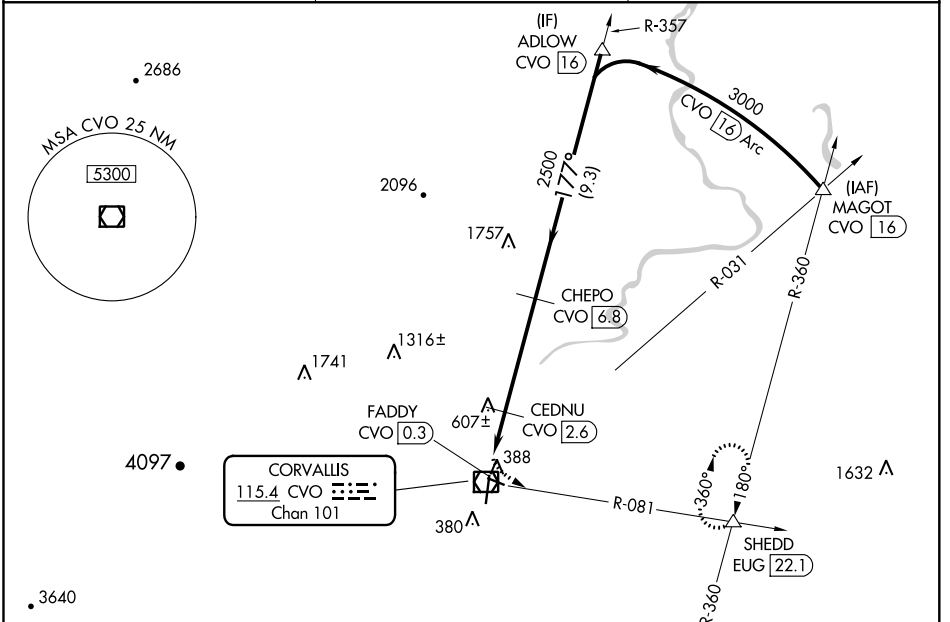 (IF)
ADLOW
CVO 16
R-357
2686
MSA CVO 25 NM
5300
3000
CVO 16 Arc
2500
177°
(9.3)
2096
(IAF)
MAGOT
CVO 16
1757
R-031
R-360
CHEPO
CVO 6.8
1316±
1741
FADDY
CVO 0.3
607±
CEDNU
CVO 2.6
388
4097
CORVALLIS
115.4 CVO
Chan 101
1632
360°
180°
R-081
380
SHEDD
EUG 22.1
3640
R-360